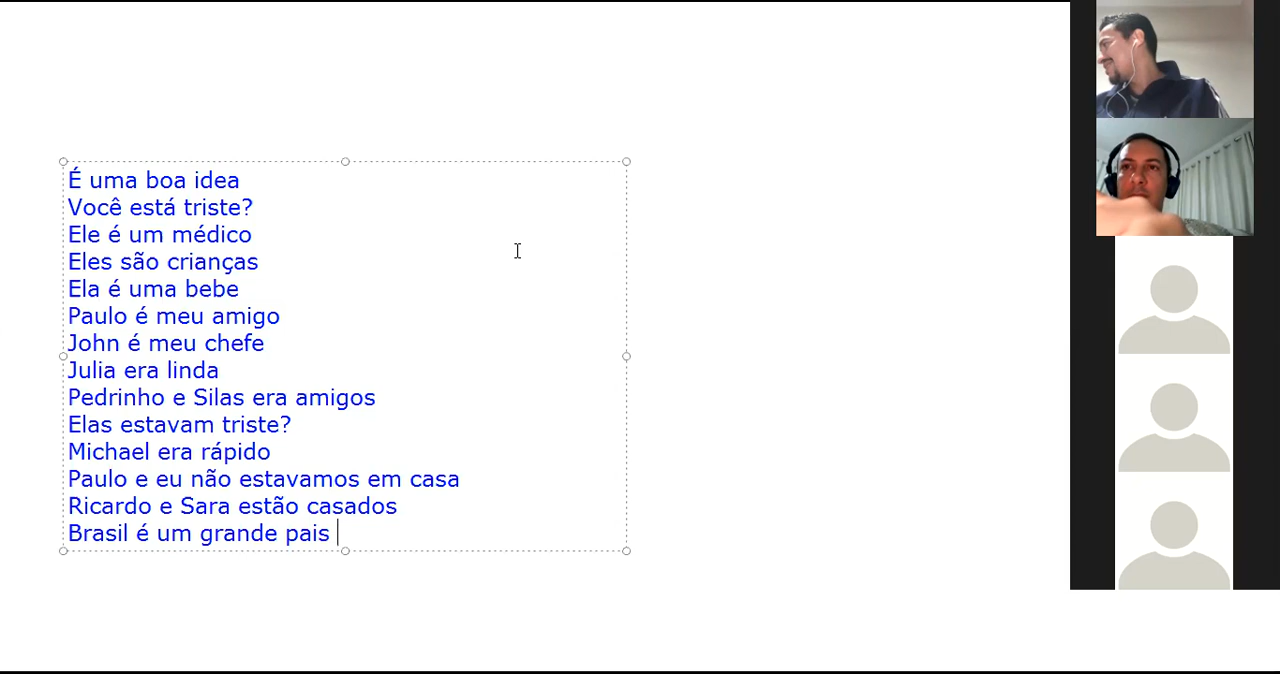 É uma boa idea
Você está triste?
Ele é um médico
Eles são crianças
Ela é uma bebe
Paulo é meu amigo
John é meu chefe
Julia era linda
Pedrinho e Silas era amigos
Elas estavam triste?
Michael era rápido
Paulo e eu não estavamos em casa
Ricardo e Sara estão casados
Brasil é um grande pais